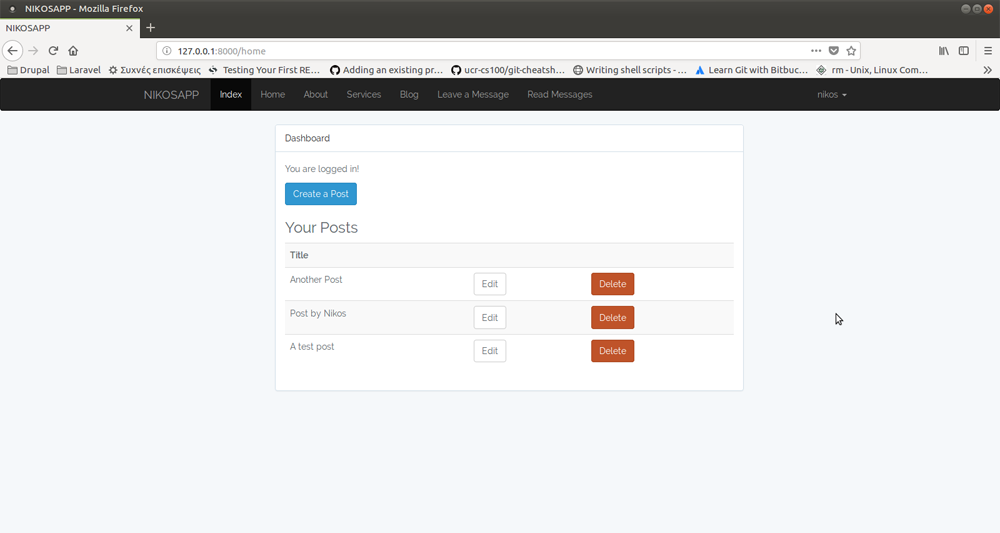 NIKOSAPP - Mozilla Firefox
NIKOSAPP
127.0.0.1:8000/home
Drupal Laravel Συχνές επισκέψεις Testing Your First RE... Adding an existing pr... ucr-cs100/git-cheatsh... Writing shell scripts - ... Learn Git with Bitbuc... rm - Unix, Linux Com...
NIKOSAPP Index Home About Services Blog Leave a Message Read Messages nikos
Dashboard
You are logged in!
Create a Post
Your Posts
Title
Another Post Edit Delete
Post by Nikos Edit Delete
A test post Edit Delete